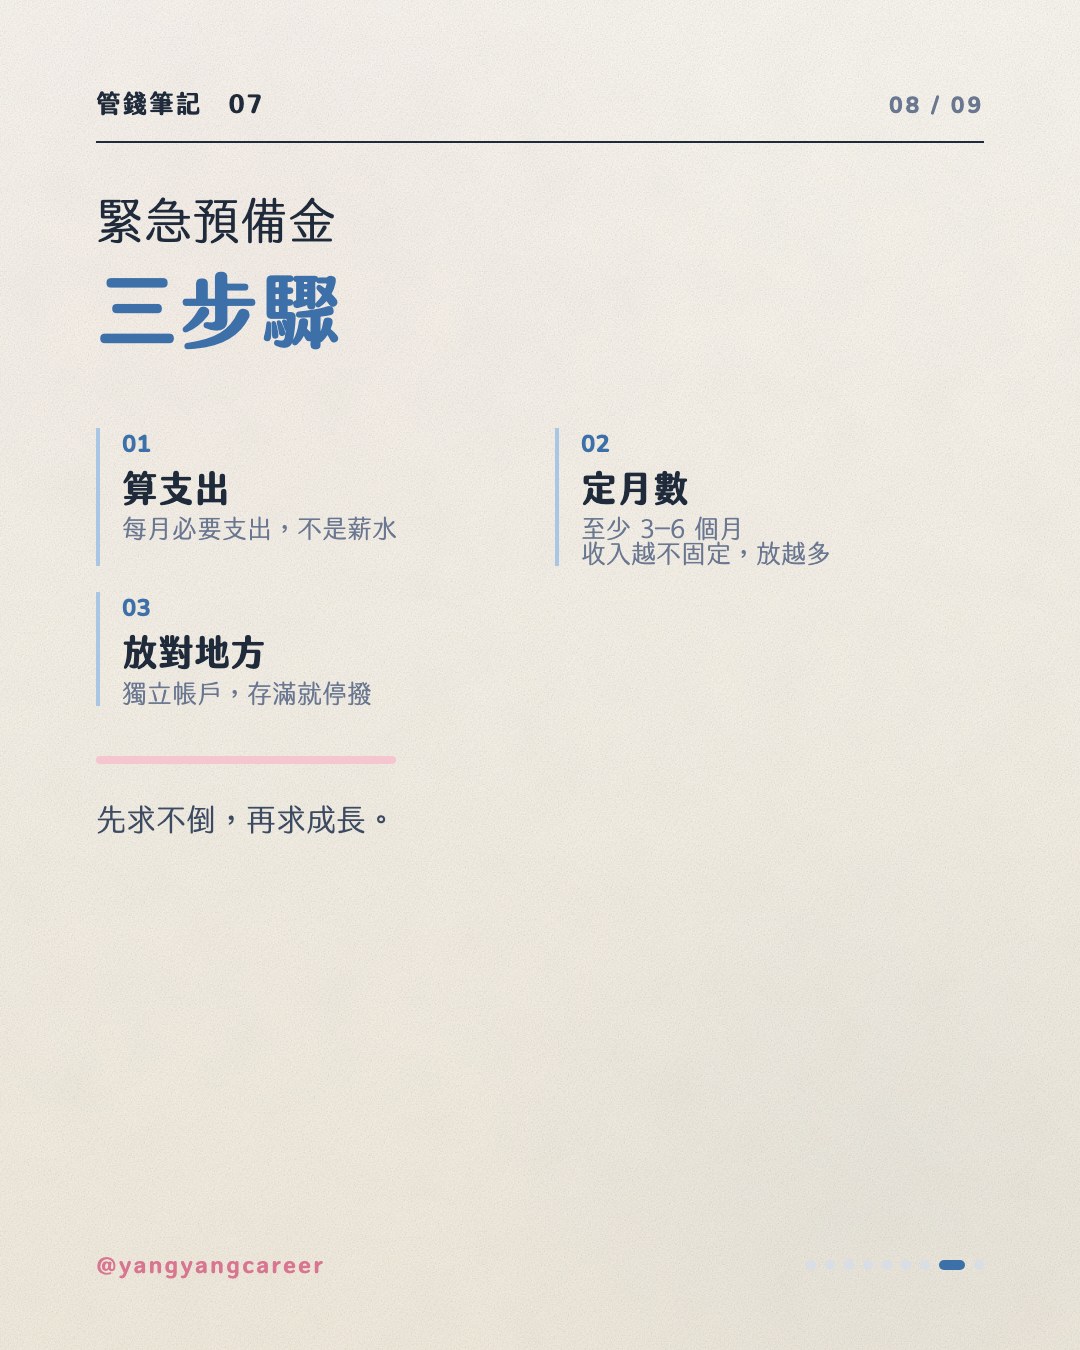 管錢筆記 07
08 / 09
緊急預備金
三步驟
01
算支出
每月必要支出，不是薪水
02
定月數
至少 3–6 個月
收入越不固定，放越多
03
放對地方
獨立帳戶，存滿就停撥
先求不倒，再求成長。
@yangyangcareer